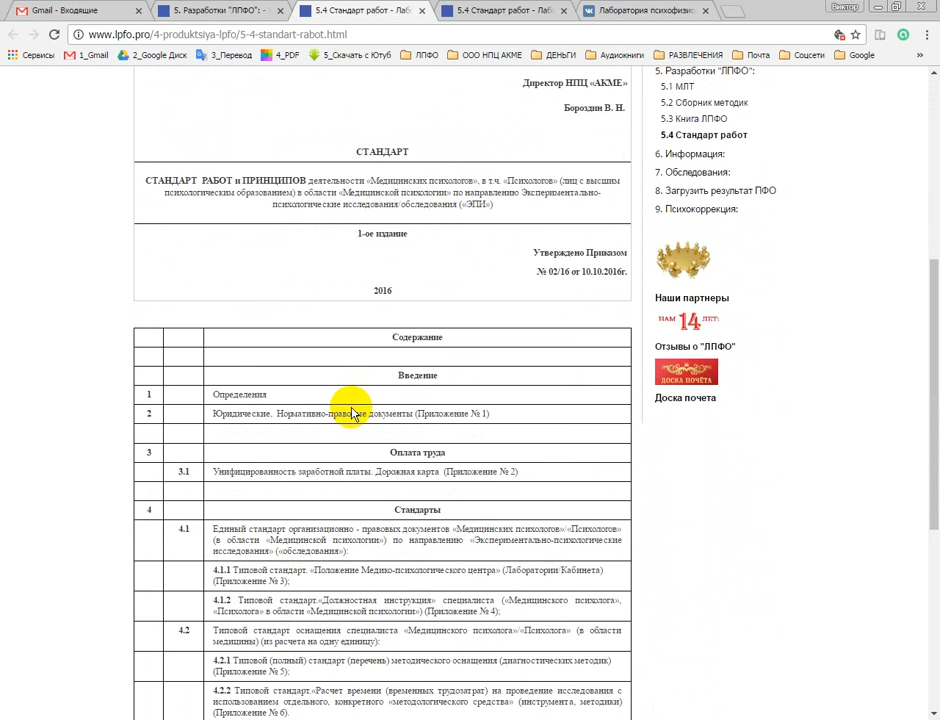 Gmail - Входящие
5. Разработки "ЛПФО":
5.4 Стандарт работ - Лаб
5.4 Стандарт работ - Лаб
Лаборатория психофизи
Виктор
www.lpfo.pro/4-produktsiya-lpfo/5-4-standart-rabot.html
Сервисы
1_Gmail
2_Google Диск
3_Перевод
4_PDF
5_Скачать с Ютуб
ЛПФО
ООО НПЦ АКМЕ
ДЕНЬГИ
Аудиокниги
РАЗВЛЕЧЕНИЯ
Почта
Соцсети
Google
»
Директор НПЦ «АКМЕ»
Бороздин В. Н.
СТАНДАРТ
СТАНДАРТ РАБОТ и ПРИНЦИПОВ деятельности «Медицинских психологов», в т.ч. «Психологов» (лиц с высшим
психологическим образованием) в области «Медицинской психологии» по направлению Экспериментально-
психологические исследования/обследования («ЭПИ»)
1-ое издание
Утверждено Приказом
№ 02/16 от 10.10.2016г.
2016
Содержание
Введение
1 Определения
2 Юридические, Нормативно-правовые документы (Приложение № 1)
3 Оплата труда
3.1 Унифицированность заработной платы. Дорожная карта (Приложение № 2)
4 Стандарты
4.1 Единый стандарт организационно - правовых документов «Медицинских психологов»/«Психологов»
(в области «Медицинской психологии») по направлению «Экспериментально-психологические
исследования» («обследования»):
4.1.1 Типовой стандарт. «Положение Медико-психологического центра» (Лаборатории/Кабинета)
(Приложение № 3);
4.1.2 Типовой стандарт.«Должностная инструкция» специалиста («Медицинского психолога»,
«Психолога» в области «Медицинской психологии») (Приложение № 4);
4.2 Типовой стандарт оснащения специалиста «Медицинского психолога»/«Психолога» (в области
медицины) (из расчета на одну единицу):
4.2.1 Типовой (полный) стандарт (перечень) методического оснащения (диагностических методик)
(Приложение № 5);
4.2.2 Типовой стандарт.«Расчет времени (временных трудозатрат) на проведение исследования с
использованием отдельного, конкретного «методологического средства» (инструмента, методики)
(Приложение № 6).
5. Разработки "ЛПФО":
5.1 МЛТ
5.2 Сборник методик
5.3 Книга ЛПФО
5.4 Стандарт работ
6. Информация:
7. Обследования:
8. Загрузить результат ПФО
9. Психокоррекция:
Наши партнеры
НАМ 14 ЛЕТ:
Отзывы о "ЛПФО"
ДОСКА ПОЧЁТА
Доска почета